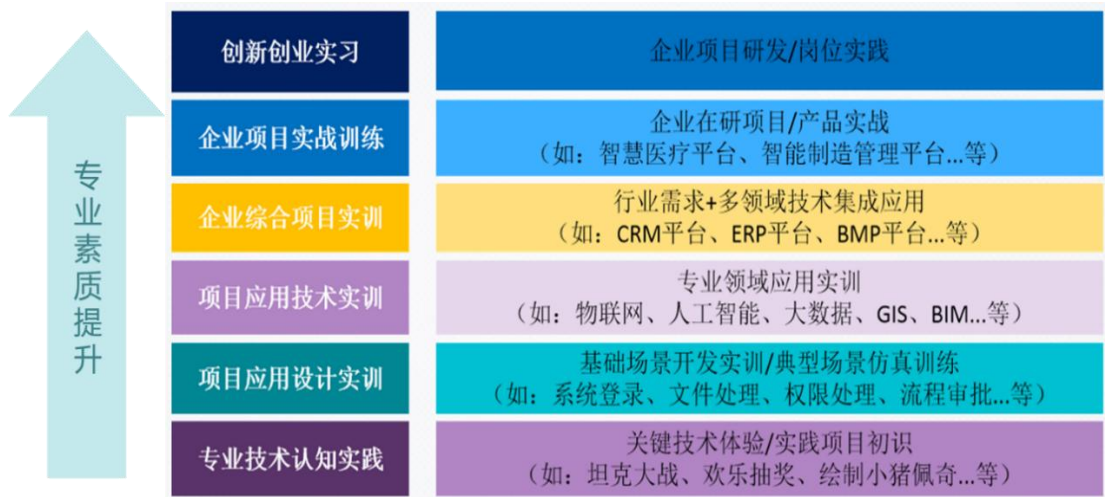 专业素质提升
创新创业实习
企业项目研发/岗位实践
企业项目实战训练
企业在研项目/产品实战
（如：智慧医疗平台、智能制造管理平台...等）
企业综合项目实训
行业需求+多领域技术集成应用
（如：CRM平台、ERP平台、BMP平台...等）
项目应用技术实训
专业领域应用实训
（如：物联网、人工智能、大数据、GIS、BIM...等）
项目应用设计实训
基础场景开发实训/典型场景仿真训练
（如：系统登录、文件处理、权限处理、流程审批...等）
专业技术认知实践
关键技术体验/实践项目初识
（如：坦克大战、欢乐抽奖、绘制小猪佩奇...等）